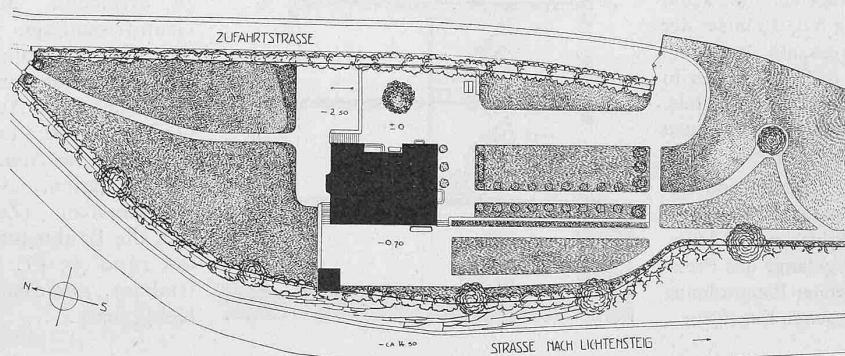 ZUFAHRTSTRASSE
-2.50
±0
-0.70
N
S
-CA 14.50
STRASSE NACH LICHTENSTEIG